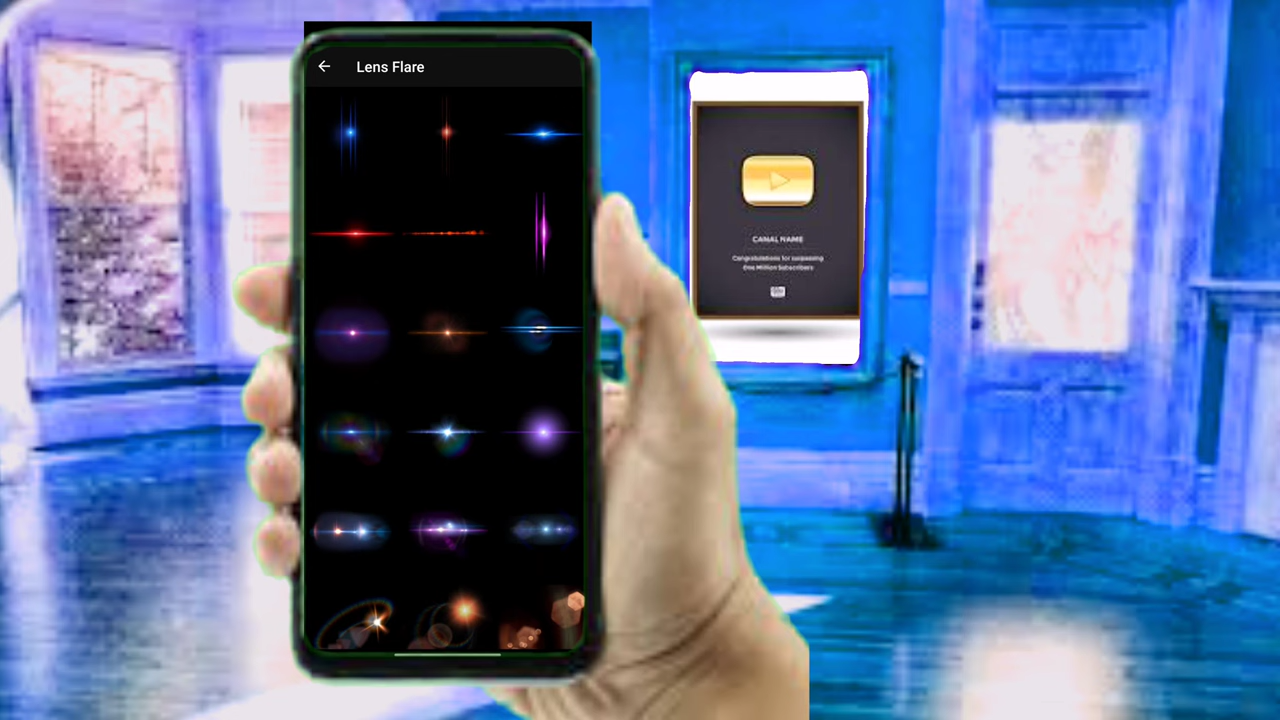 Lens Flare
CANAL NAME
Congratulations for surpassing
One Million Subscribers